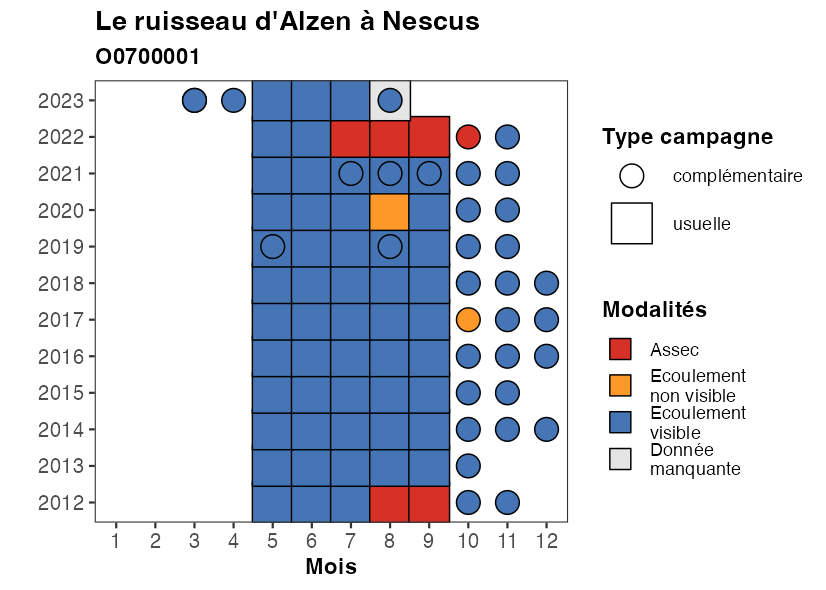 Le ruisseau d'Alzen à Nescus
O0700001
2023
2022
2021
2020
2019
2018
2017
2016
2015
2014
2013
2012
1 2 3 4 5 6 7 8 9 10 11 12
Mois
Type campagne
complémentaire
usuelle
Modalités
Assec
Ecoulement
non visible
Ecoulement
visible
Donnée
manquante